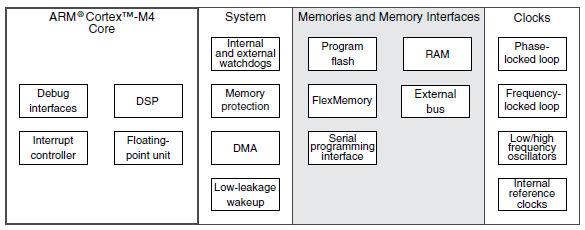 ARM®Cortex™-M4
Core
Debug
interfaces
DSP
Interrupt
controller
Floating-
point unit
System
Internal
and external
watchdogs
Memory
protection
DMA
Low-leakage
wakeup
Memories and Memory Interfaces
Program
flash
RAM
FlexMemory
External
bus
Serial
programming
interface
Clocks
Phase-
locked loop
Frequency-
locked loop
Low/high
frequency
oscillators
Internal
reference
clocks